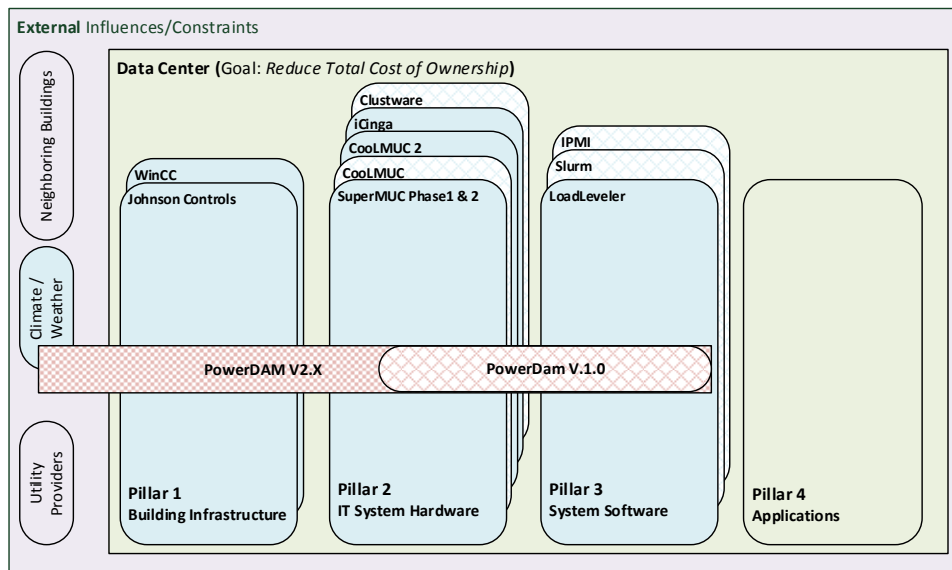 External Influences/Constraints
Neighboring Buildings
Climate /
Weather
Utility
Providers
Data Center (Goal: Reduce Total Cost of Ownership)
WinCC
Johnson Controls
Pillar 1
Building Infrastructure
Clustware
iCinga
CooLMUC 2
CooLMUC
SuperMUC Phase1 & 2
Pillar 2
IT System Hardware
IPMI
Slurm
LoadLeveler
Pillar 3
System Software
Pillar 4
Applications
PowerDAM V2.X
PowerDam V.1.0